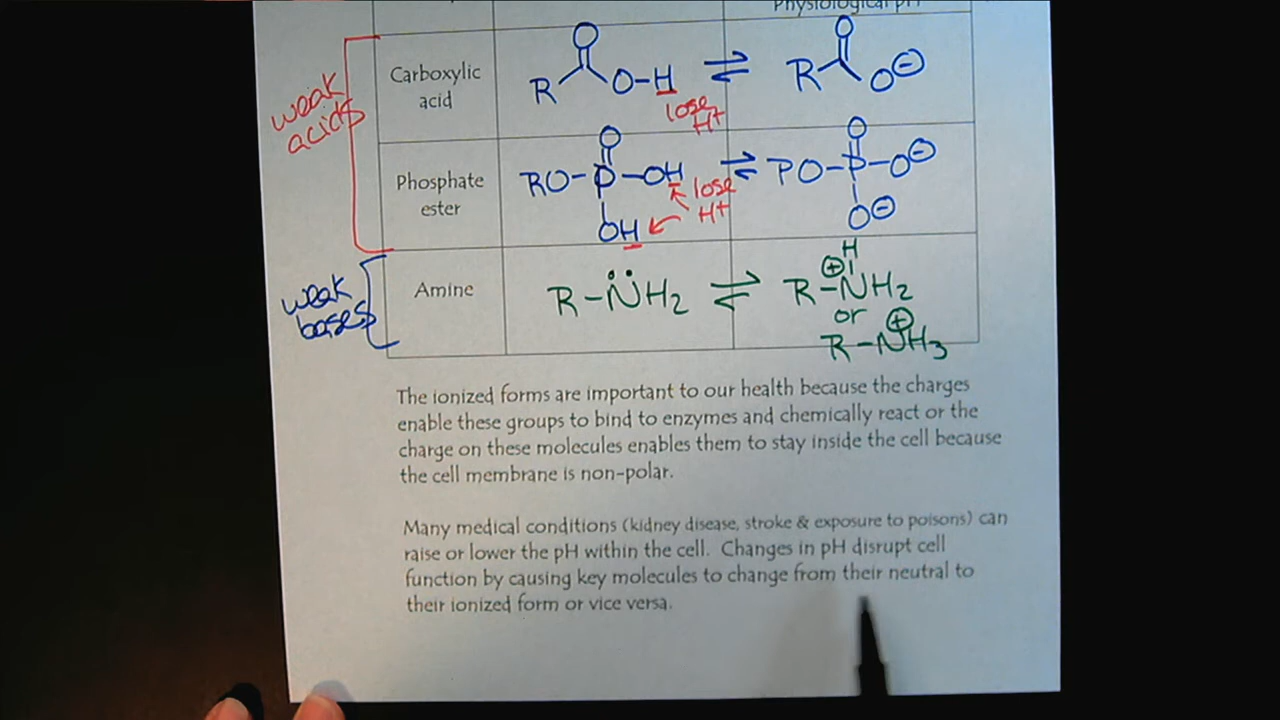 Physiological pH
weak
acids
Carboxylic
acid
O
R O-H ⇌ R O⊖
O
lose
H+
Phosphate
ester
O
RO-P-OH ⇌ PO-P-O⊖
O
OH
O⊖
lose
H+
weak
bases
Amine
R-NH2 ⇌ R-NH2
H
⊕
or
⊕
R-NH3
The ionized forms are important to our health because the charges
enable these groups to bind to enzymes and chemically react or the
charge on these molecules enables them to stay inside the cell because
the cell membrane is non-polar.
Many medical conditions (kidney disease, stroke & exposure to poisons) can
raise or lower the pH within the cell. Changes in pH disrupt cell
function by causing key molecules to change from their neutral to
their ionized form or vice versa.